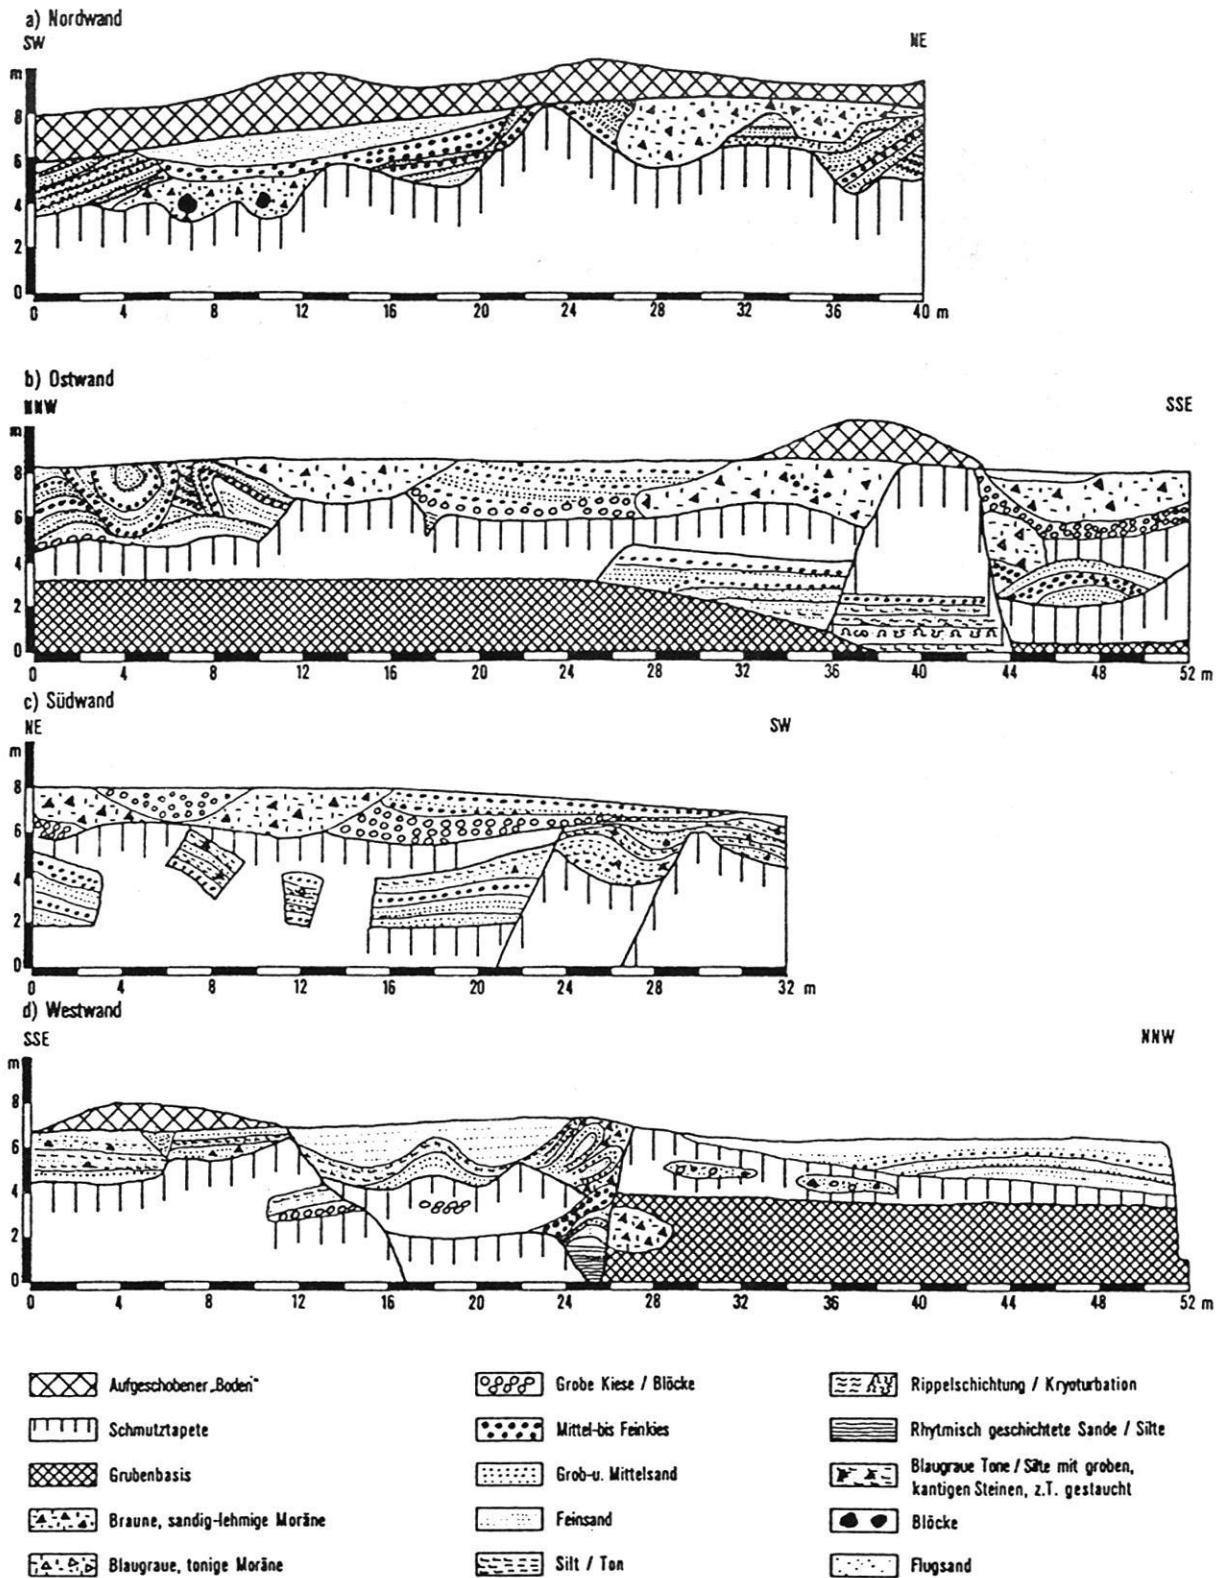 a) Nordwand
SW NE
m
8
6
4
2
0
0 4 8 12 16 20 24 28 32 36 40 m
b) Ostwand
NNW SSE
m
8
6
4
2
0
0 4 8 12 16 20 24 28 32 36 40 44 48 52 m
c) Südwand
NE SW
m
8
6
4
2
0
0 4 8 12 16 20 24 28 32 m
d) Westwand
SSE NNW
m
8
6
4
2
0
0 4 8 12 16 20 24 28 32 36 40 44 48 52 m
Aufgeschobener „Boden"
Schmutztapete
Grubenbasis
Braune, sandig-lehmige Moräne
Blaugraue, tonige Moräne
Grobe Kiese / Blöcke
Mittel-bis Feinkies
Grob-u. Mittelsand
Feinsand
Silt / Ton
Rippelschichtung / Kryoturbation
Rhytmisch geschichtete Sande / Silte
Blaugraue Tone / Silte mit groben,
kantigen Steinen, z.T. gestaucht
Blöcke
Flugsand